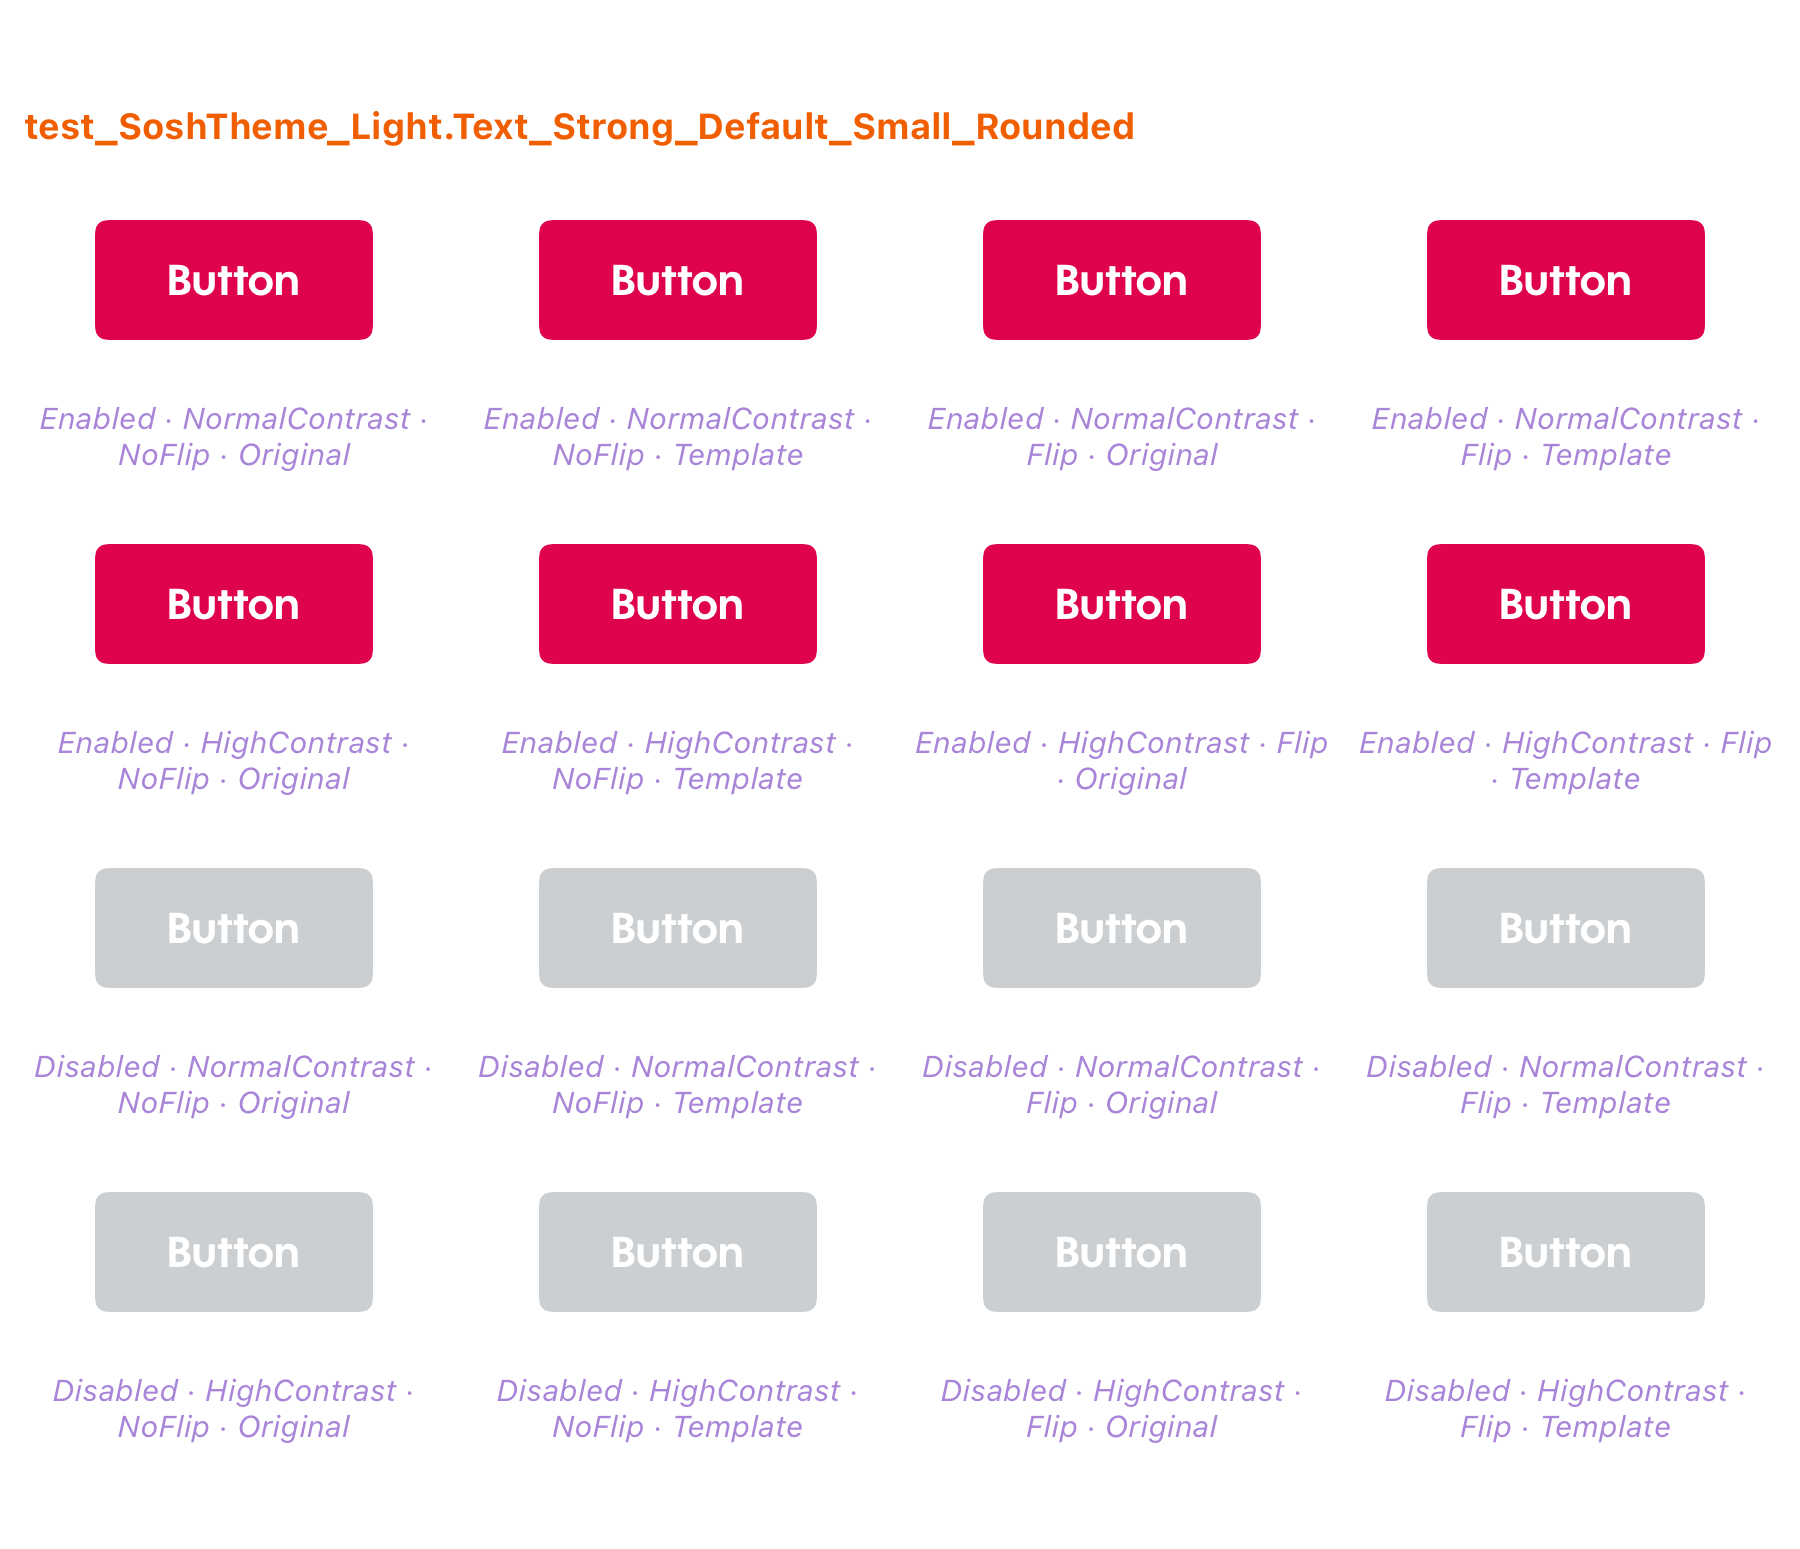 test_SoshTheme_Light.Text_Strong_Default_Small_Rounded
Button Button Button Button
Enabled · NormalContrast · Enabled · NormalContrast · Enabled · NormalContrast · Enabled · NormalContrast ·
NoFlip · Original NoFlip · Template Flip · Original Flip · Template
Button Button Button Button
Enabled · HighContrast · Enabled · HighContrast · Enabled · HighContrast · Flip Enabled · HighContrast · Flip
NoFlip · Original NoFlip · Template · Original · Template
Button Button Button Button
Disabled · NormalContrast · Disabled · NormalContrast · Disabled · NormalContrast · Disabled · NormalContrast ·
NoFlip · Original NoFlip · Template Flip · Original Flip · Template
Button Button Button Button
Disabled · HighContrast · Disabled · HighContrast · Disabled · HighContrast · Disabled · HighContrast ·
NoFlip · Original NoFlip · Template Flip · Original Flip · Template